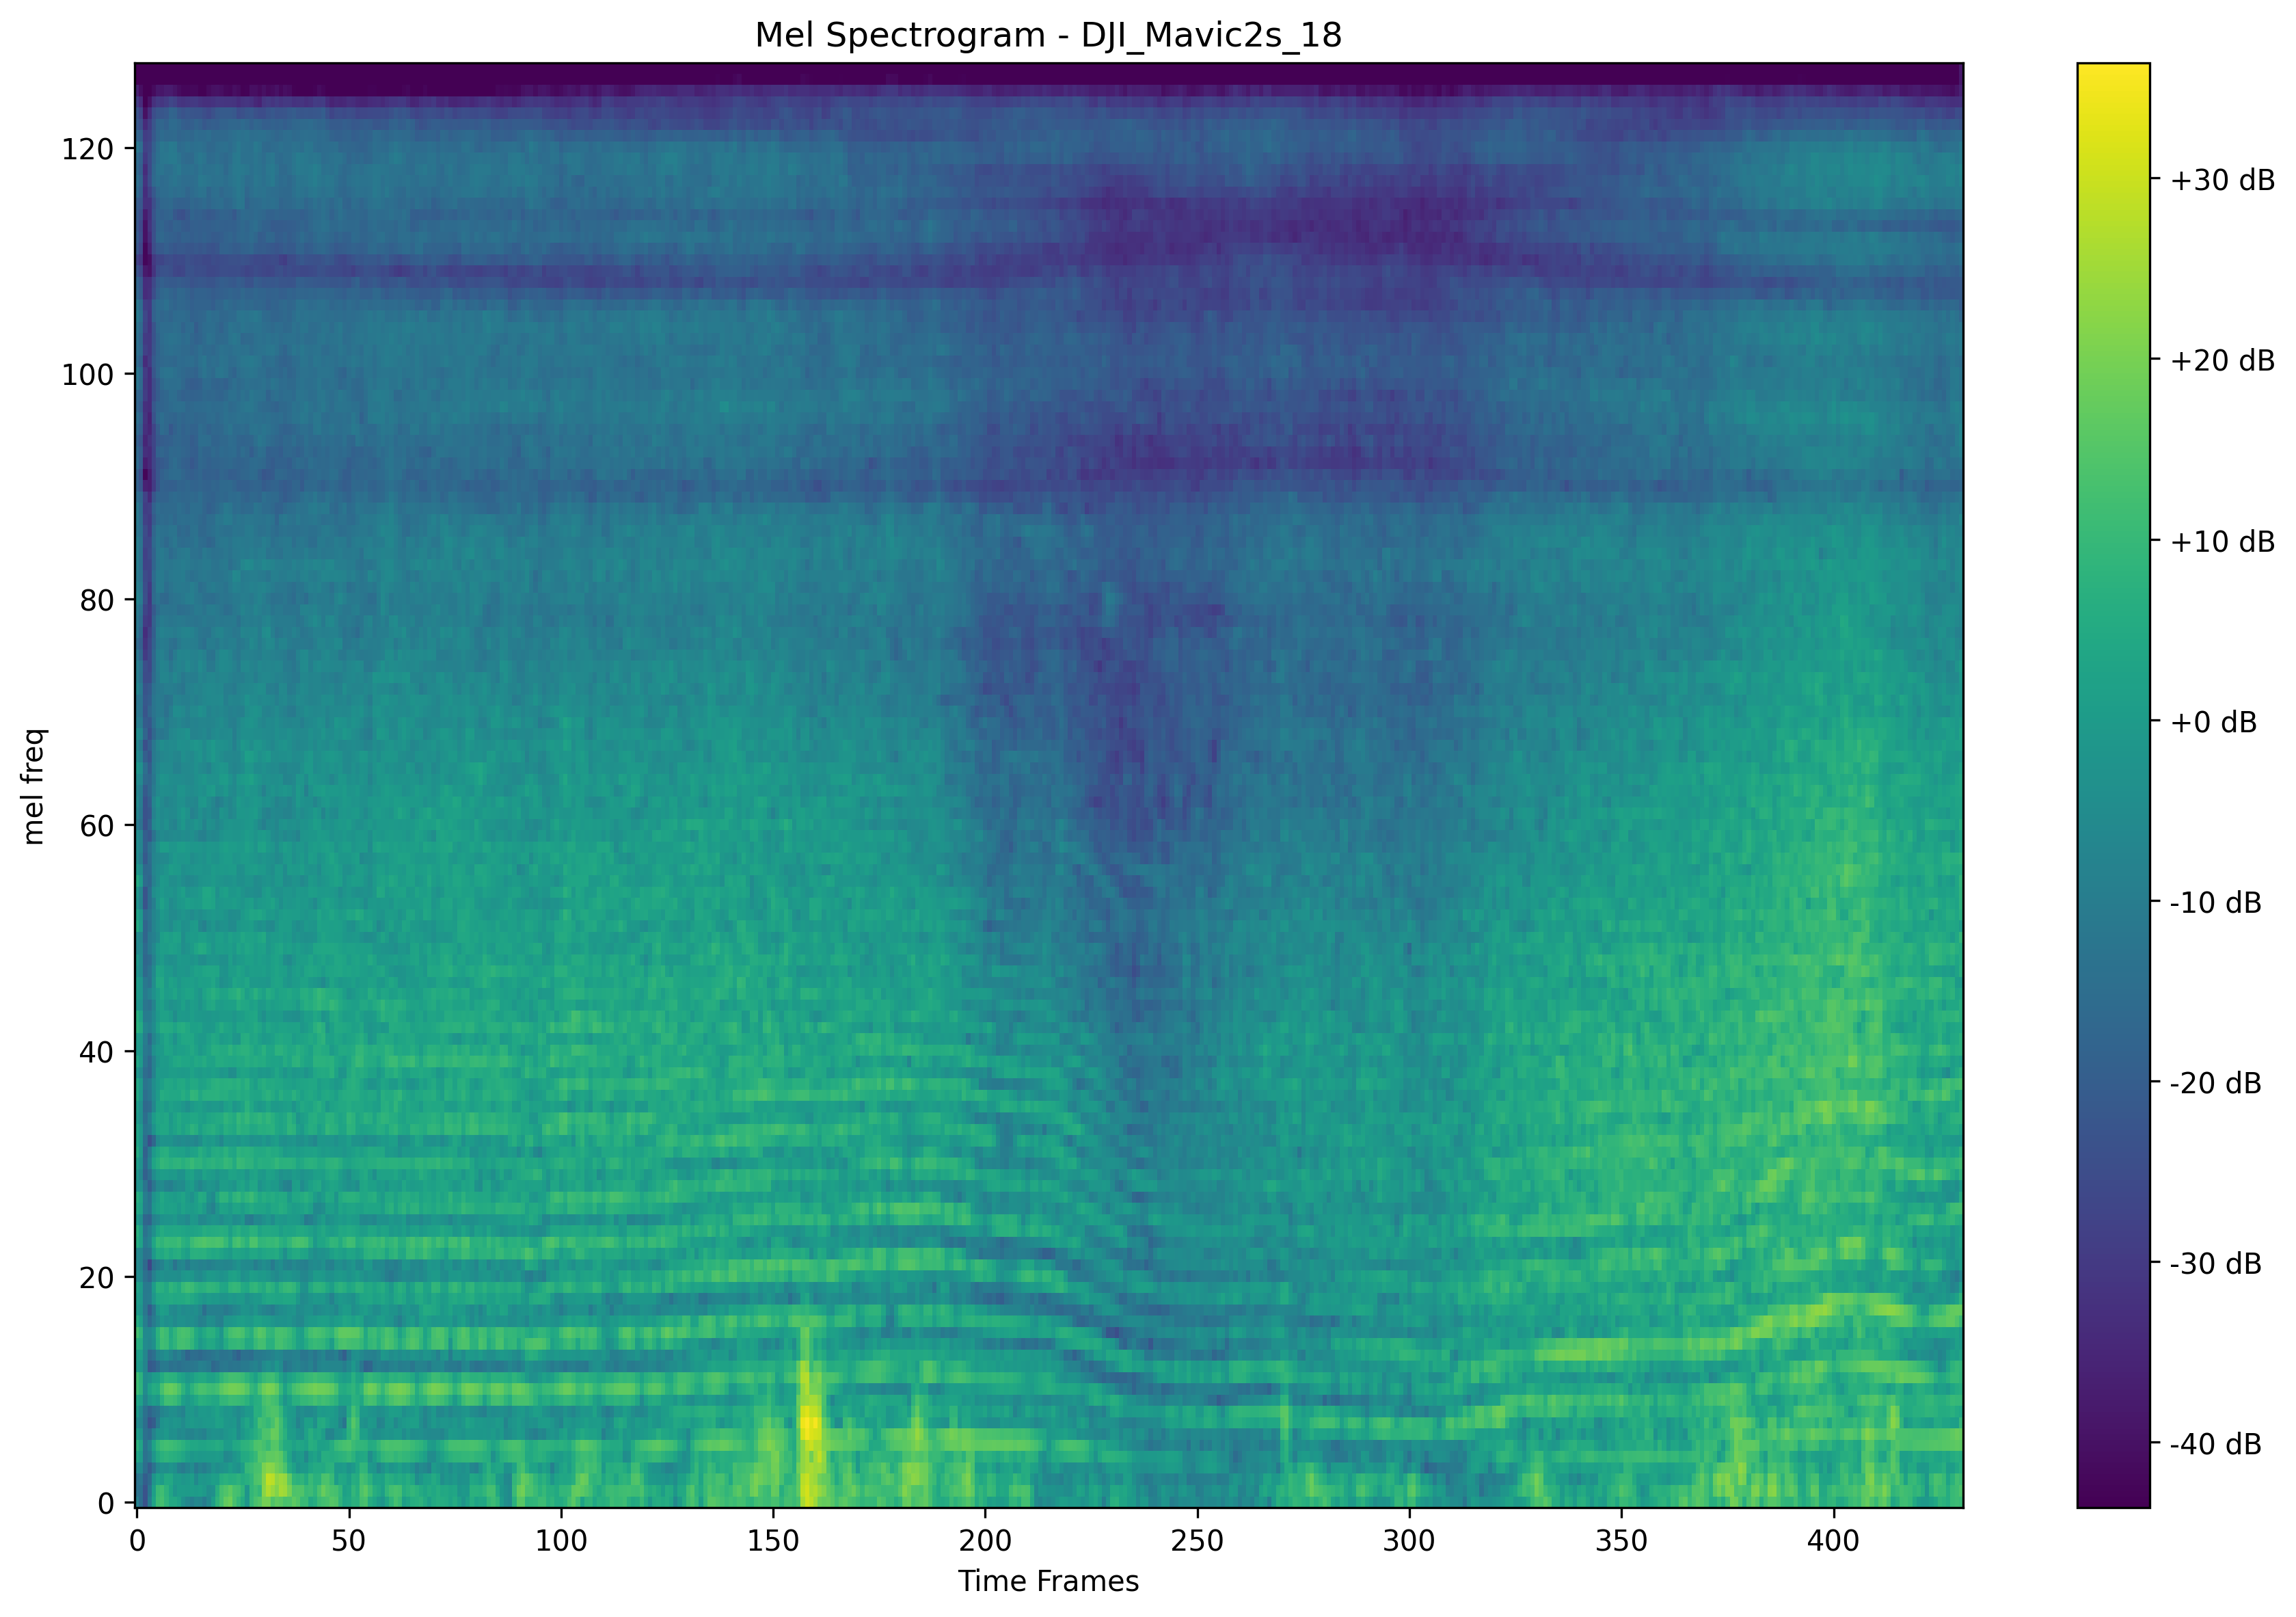 Mel Spectrogram - DJI_Mavic2s_18
mel freq
120
100
80
60
40
20
0
0 50 100 150 200 250 300 350 400
Time Frames
+30 dB
+20 dB
+10 dB
+0 dB
-10 dB
-20 dB
-30 dB
-40 dB